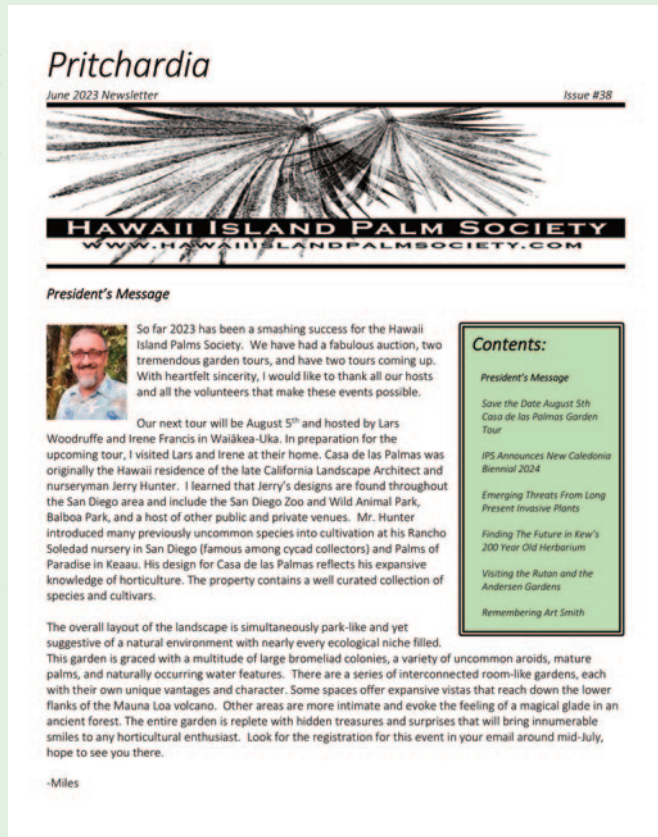 Pritchardia
June 2023 Newsletter Issue #38
HAWAII ISLAND PALM SOCIETY
WWW.HAWAIIISLANDPALMSOCIETY.COM
President's Message
So far 2023 has been a smashing success for the Hawaii
Island Palms Society. We have had a fabulous auction, two
tremendous garden tours, and have two tours coming up.
With heartfelt sincerity, I would like to thank all our hosts
and all the volunteers that make these events possible.
Our next tour will be August 5th and hosted by Lars
Woodruffe and Irene Francis in Waiākea-Uka. In preparation for the
upcoming tour, I visited Lars and Irene at their home. Casa de las Palmas was
originally the Hawaii residence of the late California Landscape Architect and
nurseryman Jerry Hunter. I learned that Jerry's designs are found throughout
the San Diego area and include the San Diego Zoo and Wild Animal Park,
Balboa Park, and a host of other public and private venues. Mr. Hunter
introduced many previously uncommon species into cultivation at his Rancho
Soledad nursery in San Diego (famous among cycad collectors) and Palms of
Paradise in Keaau. His design for Casa de las Palmas reflects his expansive
knowledge of horticulture. The property contains a well curated collection of
species and cultivars.
The overall layout of the landscape is simultaneously park-like and yet
suggestive of a natural environment with nearly every ecological niche filled.
This garden is graced with a multitude of large bromeliad colonies, a variety of uncommon aroids, mature
palms, and naturally occurring water features. There are a series of interconnected room-like gardens, each
with their own unique vantages and character. Some spaces offer expansive vistas that reach down the lower
flanks of the Mauna Loa volcano. Other areas are more intimate and evoke the feeling of a magical glade in an
ancient forest. The entire garden is replete with hidden treasures and surprises that will bring innumerable
smiles to any horticultural enthusiast. Look for the registration for this event in your email around mid-July,
hope to see you there.
-Miles
Contents:
President's Message
Save the Date August 5th
Casa de las Palmas Garden
Tour
IPS Announces New Caledonia
Biennial 2024
Emerging Threats From Long
Present Invasive Plants
Finding The Future in Kew's
200 Year Old Herbarium
Visiting the Rutan and the
Andersen Gardens
Remembering Art Smith